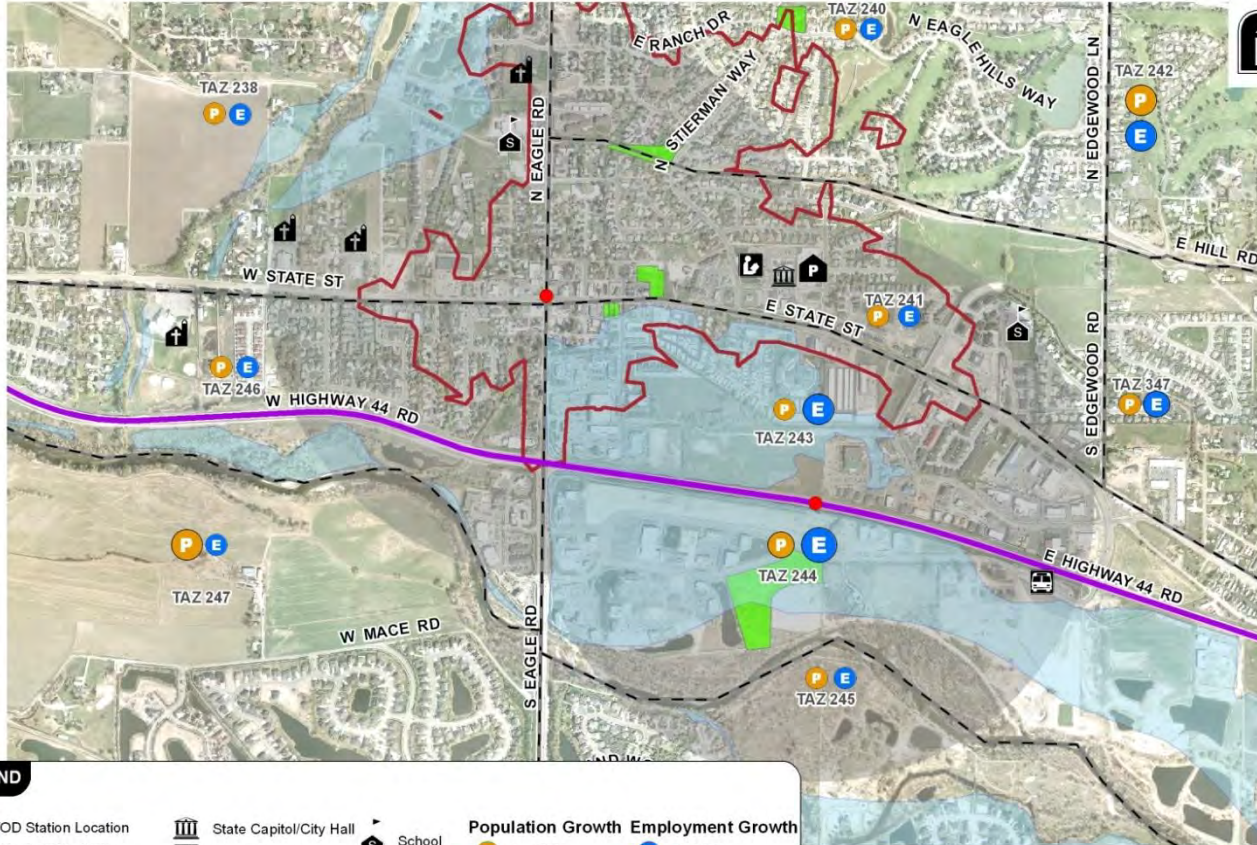 TAZ 240
P E
E RANCH DR
N EAGLE HILLS WAY
N STIERMAN WAY
N EDGEWOOD LN
TAZ 242
P
E
TAZ 238
P E
N EAGLE RD
S
E HILL RD
W STATE ST
P
E STATE ST
TAZ 241
P E
S
S EDGEWOOD RD
P E
TAZ 246
W HIGHWAY 44 RD
TAZ 347
P E
P E
TAZ 243
P E
TAZ 244
P E
TAZ 247
E HIGHWAY 44 RD
W MACE RD
S EAGLE RD
P E
TAZ 245
ND
OD Station Location
State Capitol/City Hall
S School
Population Growth Employment Growth